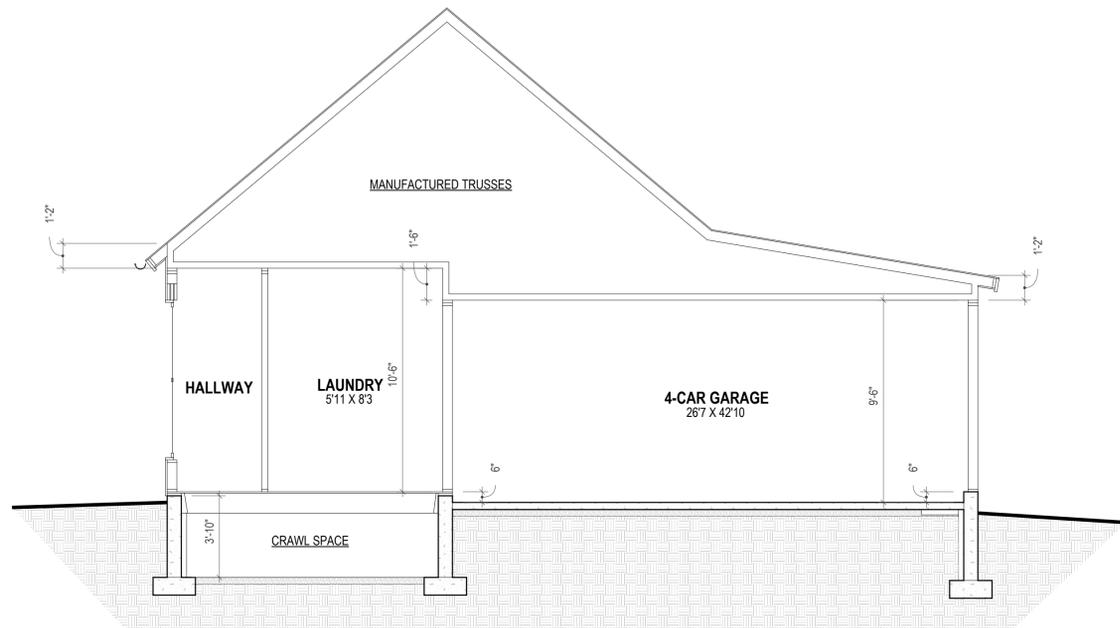 MANUFACTURED TRUSSES
1'-2"
1'-6"
1'-2"
HALLWAY
LAUNDRY
5'11 X 8'3
10'-6"
4-CAR GARAGE
26'7 X 42'10
9'-6"
6"
6"
3'-10"
CRAWL SPACE